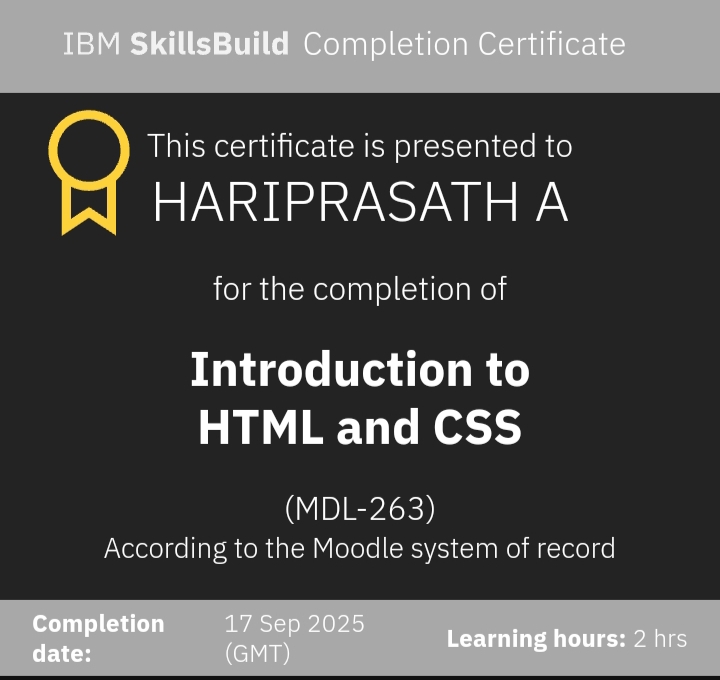 IBM SkillsBuild Completion Certificate
This certificate is presented to
HARIPRASATH A
for the completion of
Introduction to
HTML and CSS
(MDL-263)
According to the Moodle system of record
Completion date:
17 Sep 2025 (GMT)
Learning hours: 2 hrs